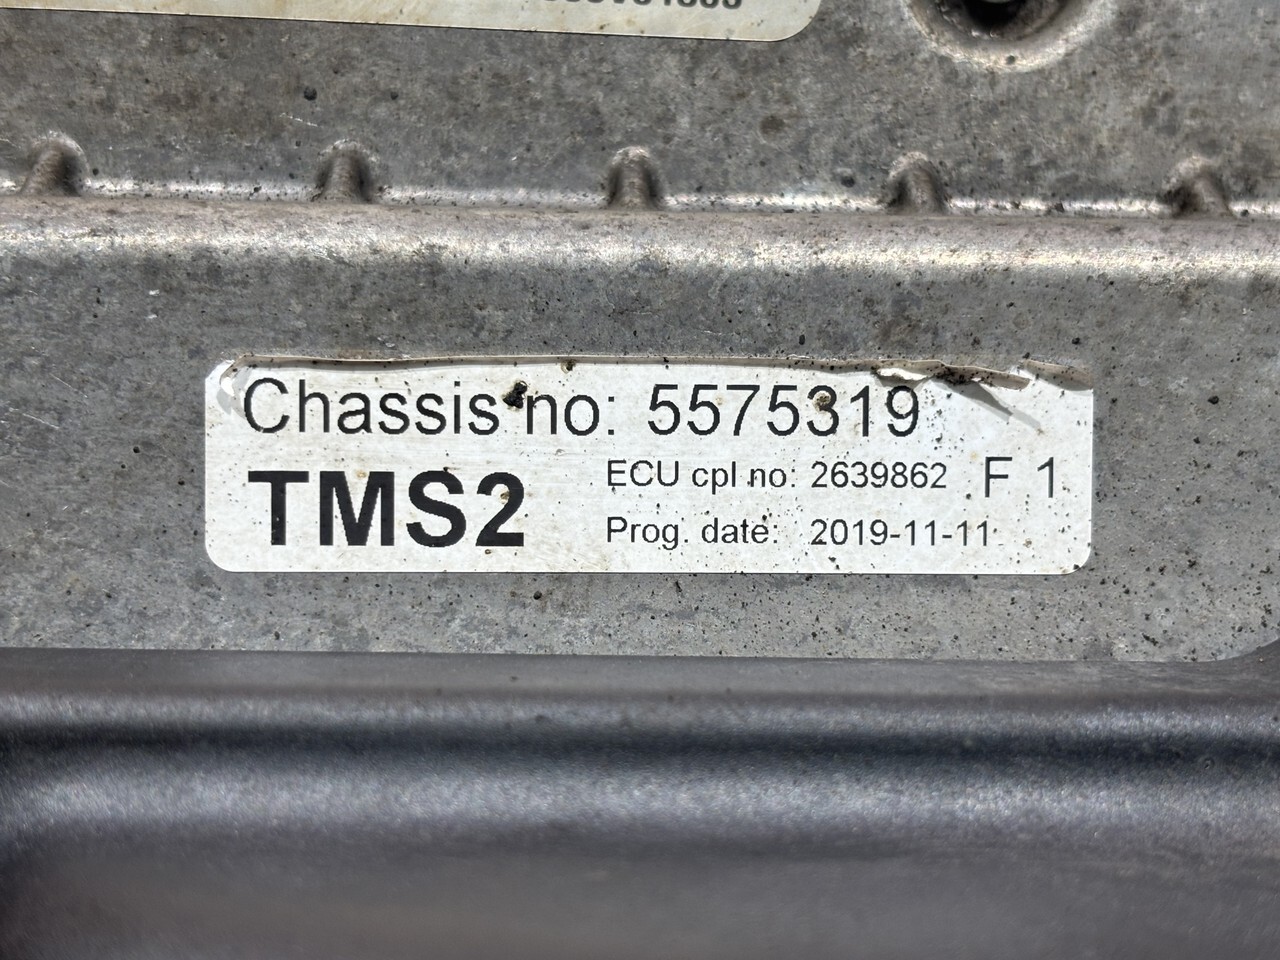 Chassis no: 5575319
TMS2
ECU cpl no: 2639862 F 1
Prog. date: 2019-11-11